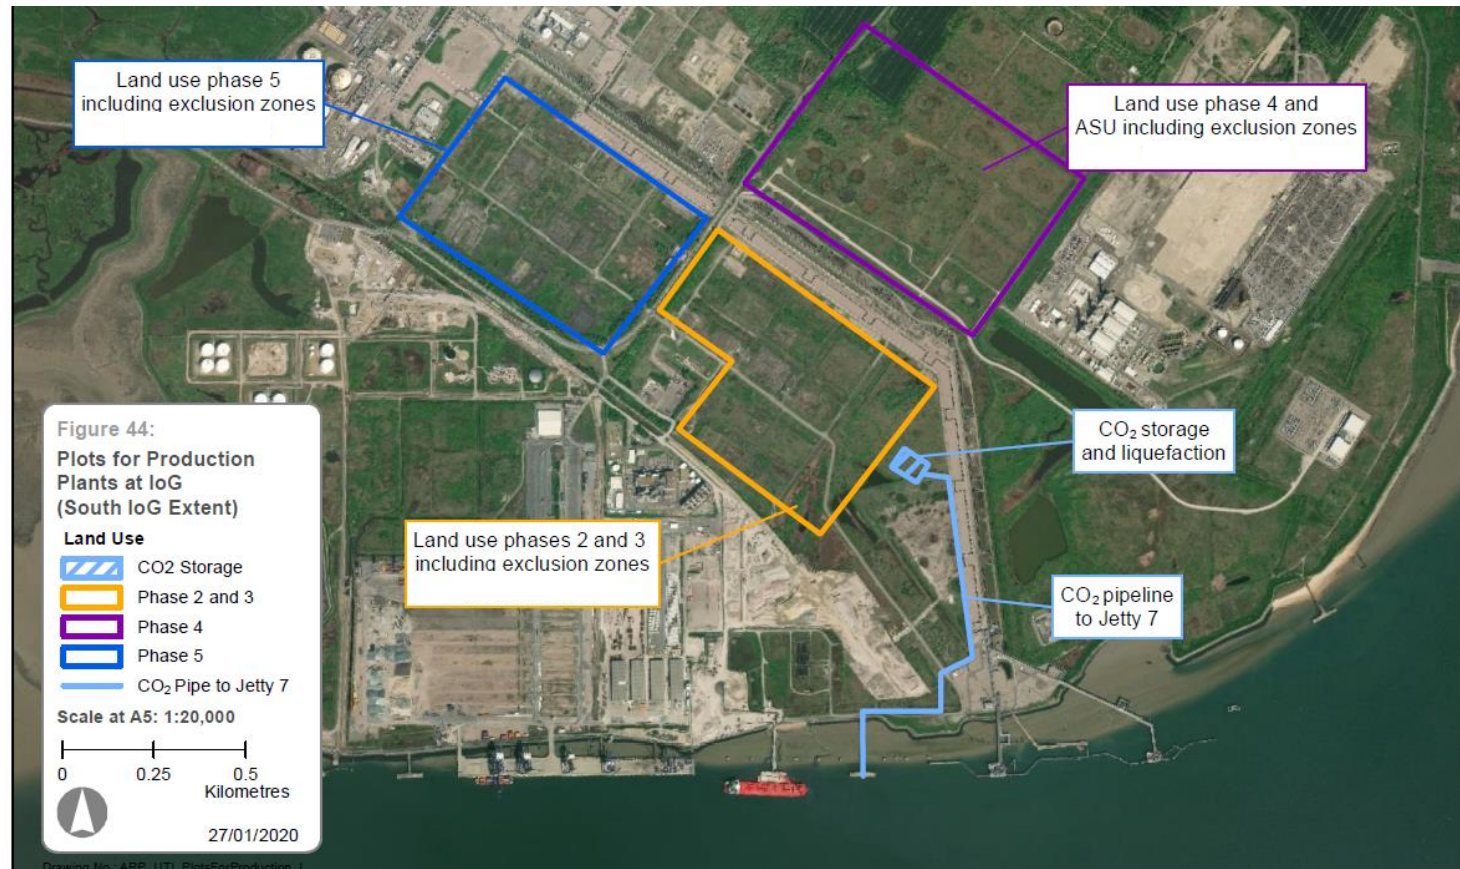 Land use phase 5
including exclusion zones
Land use phase 4 and
ASU including exclusion zones
CO₂ storage
and liquefaction
Land use phases 2 and 3
including exclusion zones
CO₂ pipeline
to Jetty 7
Figure 44:
Plots for Production
Plants at IoG
(South IoG Extent)
Land Use
CO2 Storage
Phase 2 and 3
Phase 4
Phase 5
CO₂ Pipe to Jetty 7
Scale at A5: 1:20,000
0 0.25 0.5
Kilometres
27/01/2020